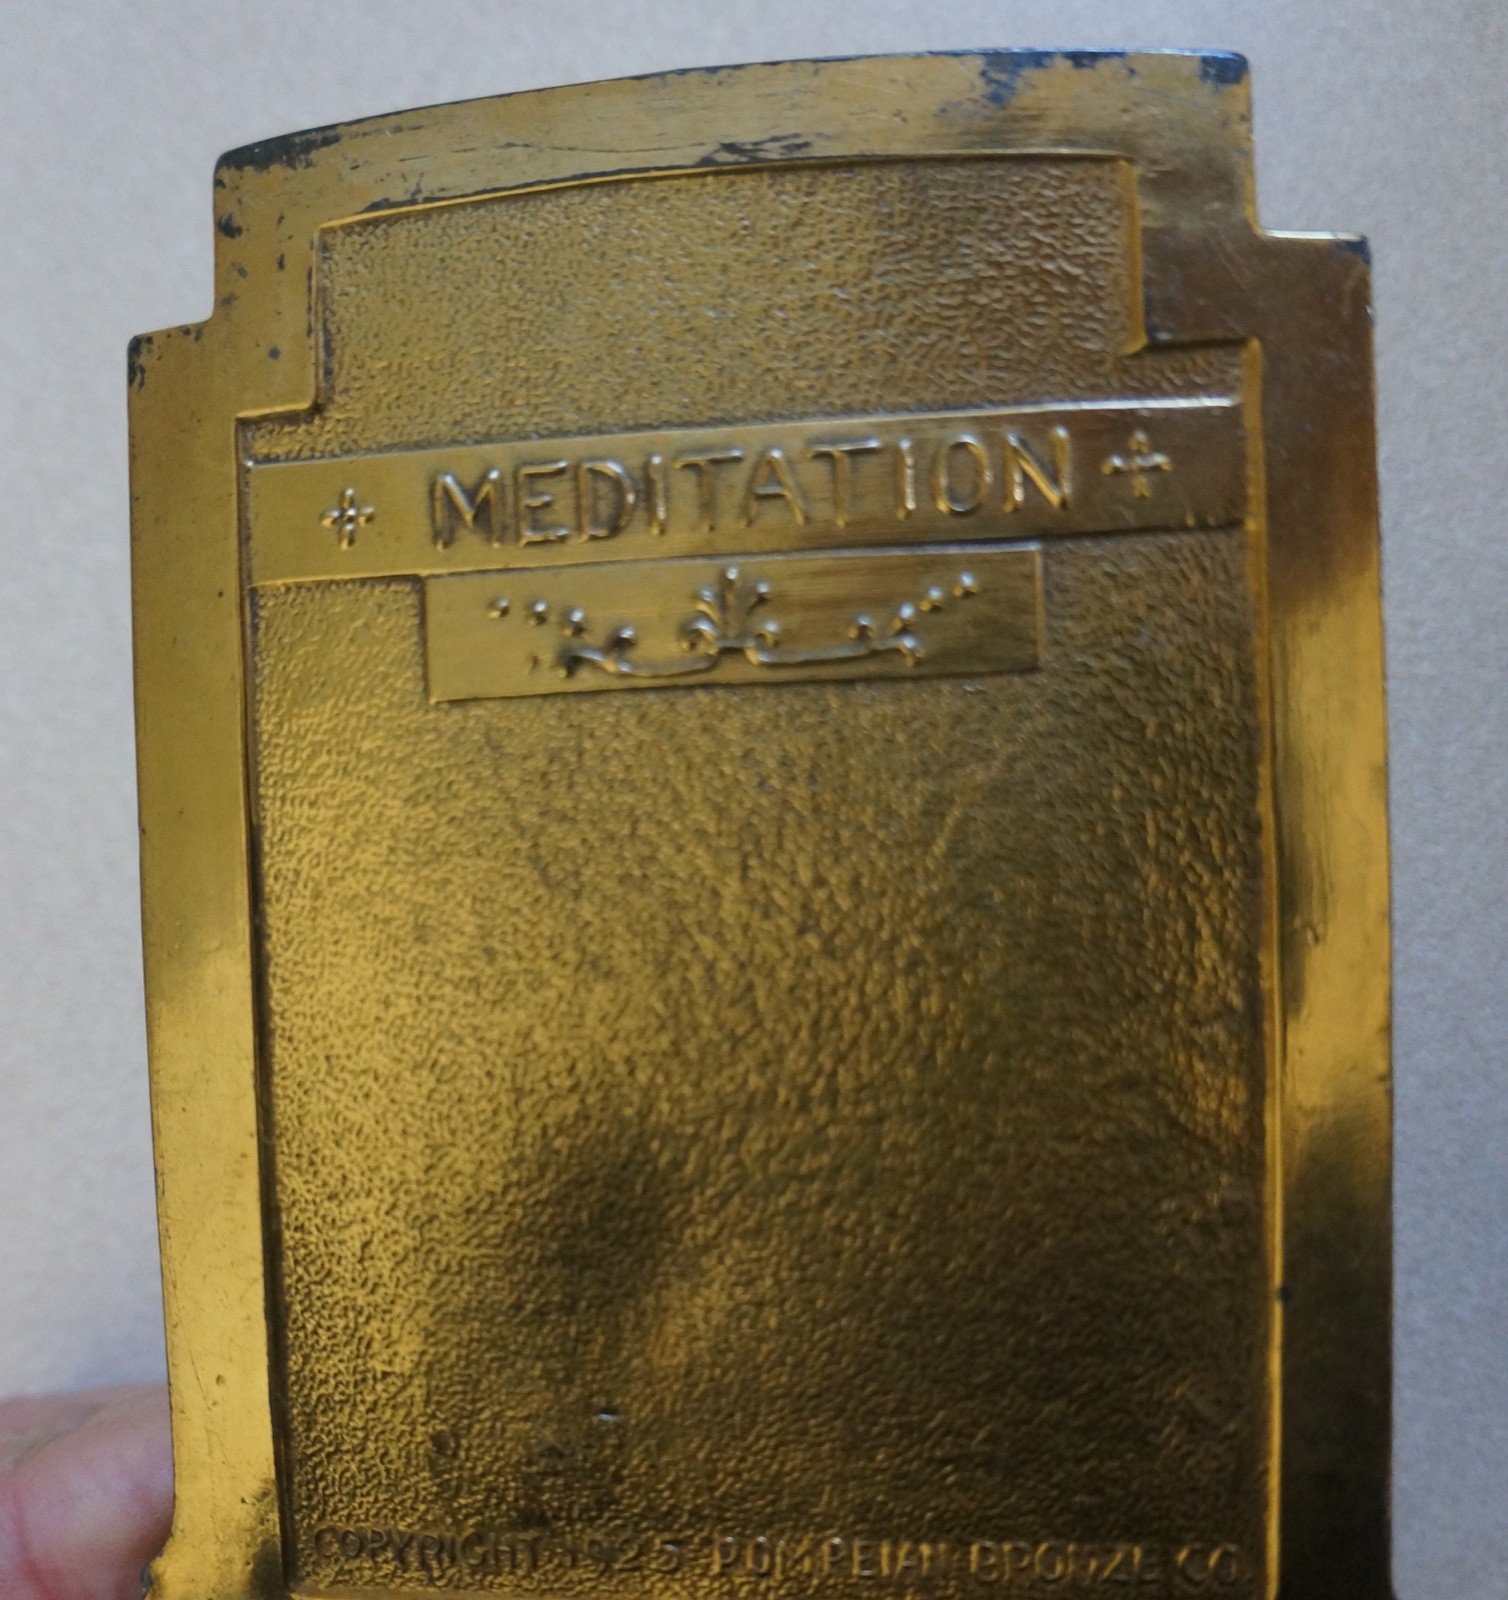 MEDITATION
COPYRIGHT 1925 POMPEIAN BRONZE CO.